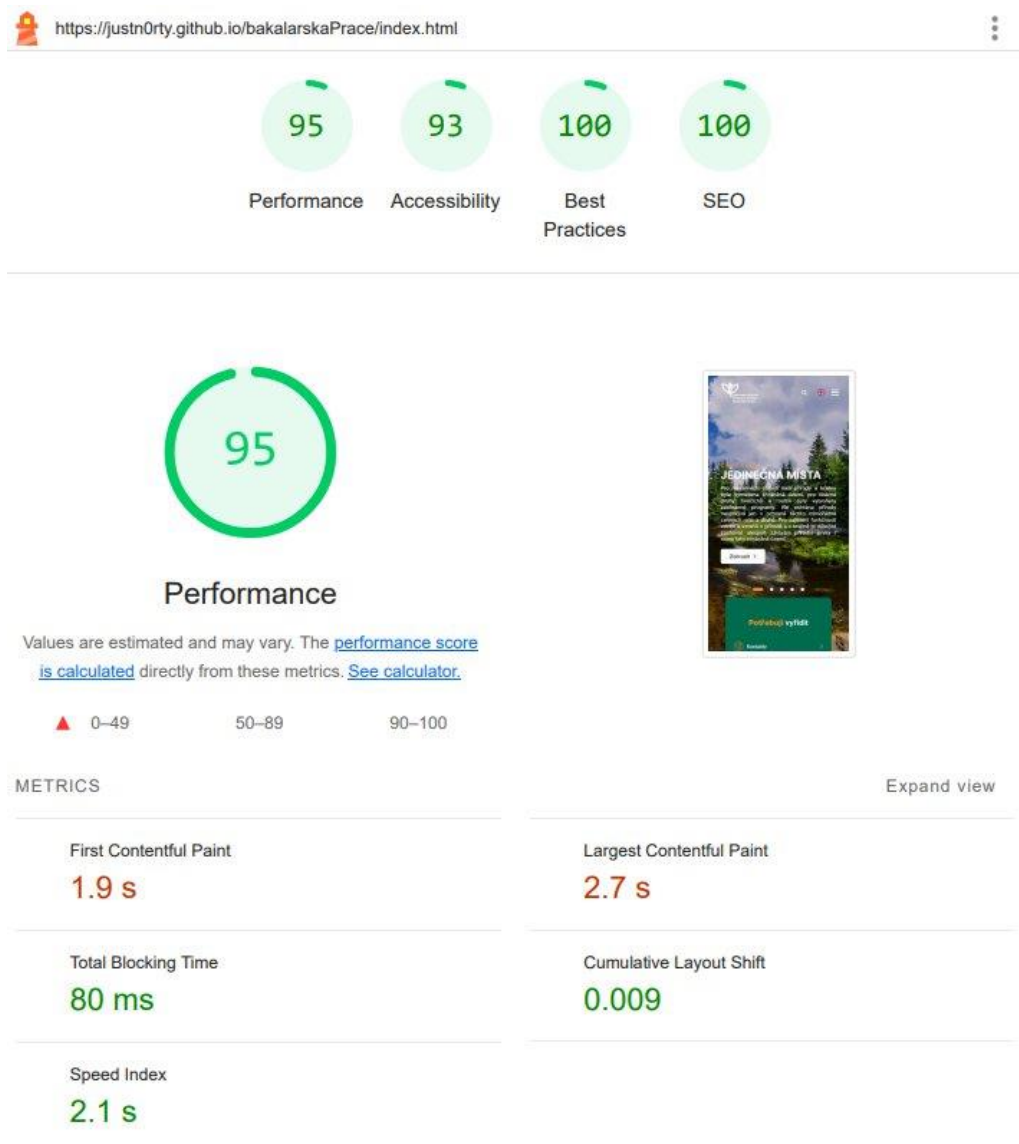 https://justn0rty.github.io/bakalarskaPrace/index.html
95
93
100
100
Performance
Accessibility
Best
Practices
SEO
95
Performance
Values are estimated and may vary. The performance score
is calculated directly from these metrics. See calculator.
0–49
50–89
90–100
JEDINEČNÁ MÍSTA
Zobrazit
Potřebuji vyřídit
METRICS
Expand view
First Contentful Paint
1.9 s
Largest Contentful Paint
2.7 s
Total Blocking Time
80 ms
Cumulative Layout Shift
0.009
Speed Index
2.1 s